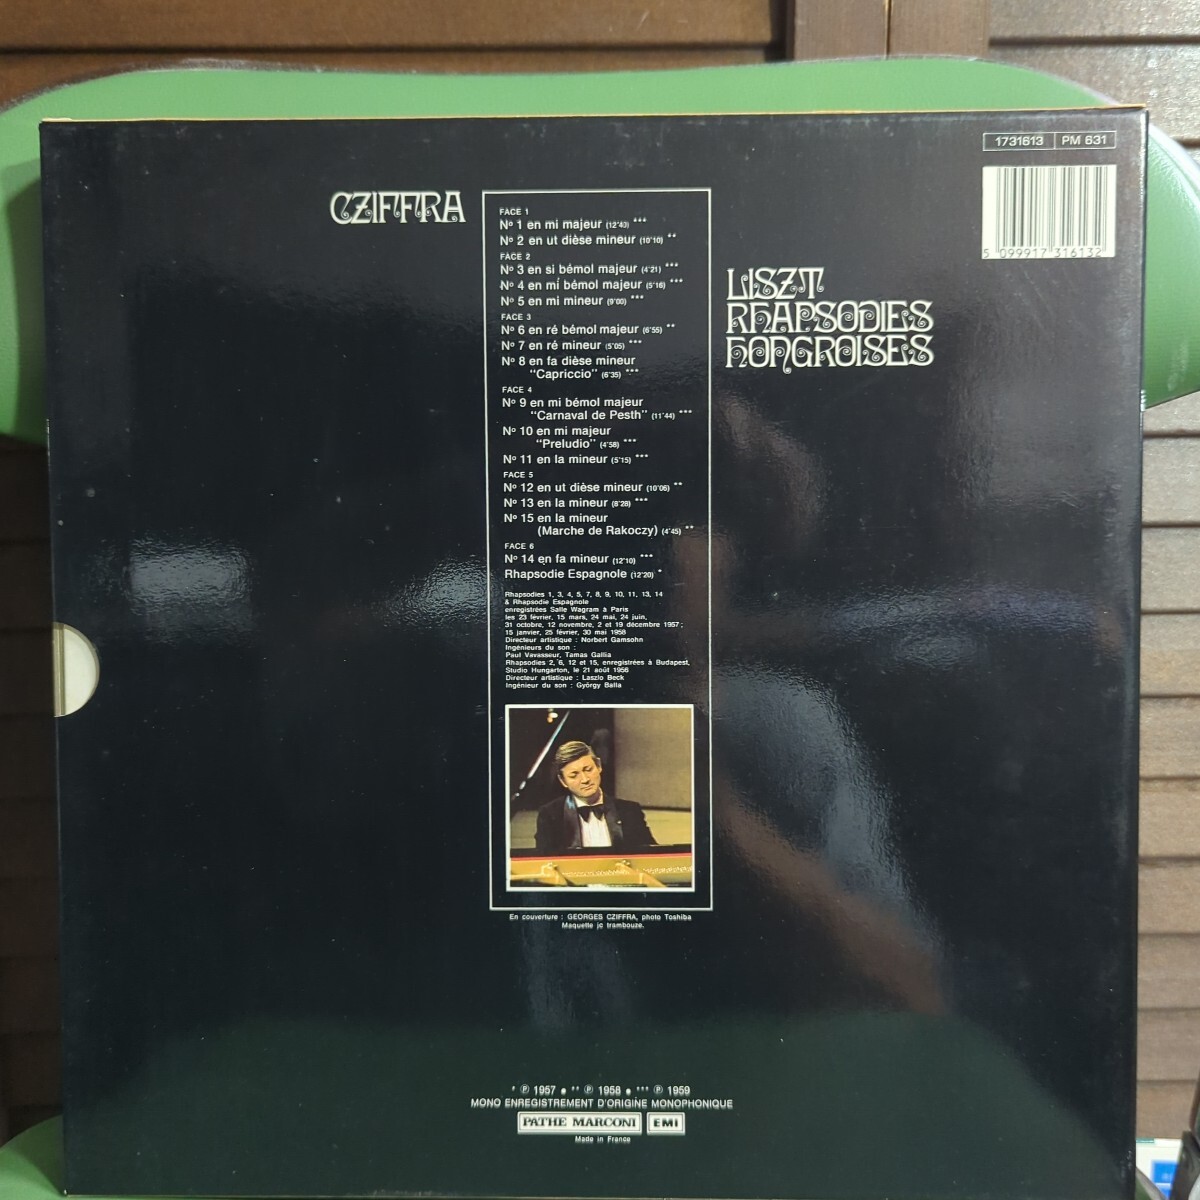 1731613 PM 631
5 099917 316132
CZIFFRA
LISZT
RHAPSODIES
HONGROISES
FACE 1
Nº 1 en mi majeur (12'43) ***
Nº 2 en ut dièse mineur (10'10) **
FACE 2
Nº 3 en si bémol majeur (4'21) ***
Nº 4 en mi bémol majeur (5'16) ***
Nº 5 en mi mineur (9'00) ***
FACE 3
Nº 6 en ré bémol majeur (6'55) **
Nº 7 en ré mineur (5'05) ***
Nº 8 en fa dièse mineur
"Capriccio" (6'35) ***
FACE 4
Nº 9 en mi bémol majeur
"Carnaval de Pesth" (11'44) ***
Nº 10 en mi majeur
"Preludio" (4'58) ***
Nº 11 en la mineur (5'15) ***
FACE 5
Nº 12 en ut dièse mineur (10'06) **
Nº 13 en la mineur (8'28) ***
Nº 15 en la mineur
(Marche de Rakoczy) (4'45) **
FACE 6
Nº 14 en fa mineur (12'10) ***
Rhapsodie Espagnole (12'20) *
Rhapsodies 1, 3, 4, 5, 7, 8, 9, 10, 11, 13, 14
& Rhapsodie Espagnole
enregistrées Salle Wagram à Paris
les 23 février, 15 mars, 24 mai, 24 juin,
31 octobre, 12 novembre, 2 et 19 décembre 1957 ;
15 janvier, 25 février, 30 mai 1958
Directeur artistique : Norbert Gamsohn
Ingénieurs du son :
Paul Vavasseur, Tamas Gallia
Rhapsodies 2, 6, 12 et 15, enregistrées à Budapest,
Studio Hungarton, le 21 août 1956
Directeur artistique : Laszlo Beck
Ingénieur du son : György Balla
En couverture : GEORGES CZIFFRA, photo Toshiba
Maquette jc trambouze.
* ℗ 1957 • ** ℗ 1958 • *** ℗ 1959
MONO ENREGISTREMENT D'ORIGINE MONOPHONIQUE
PATHE MARCONI EMI
Made in France